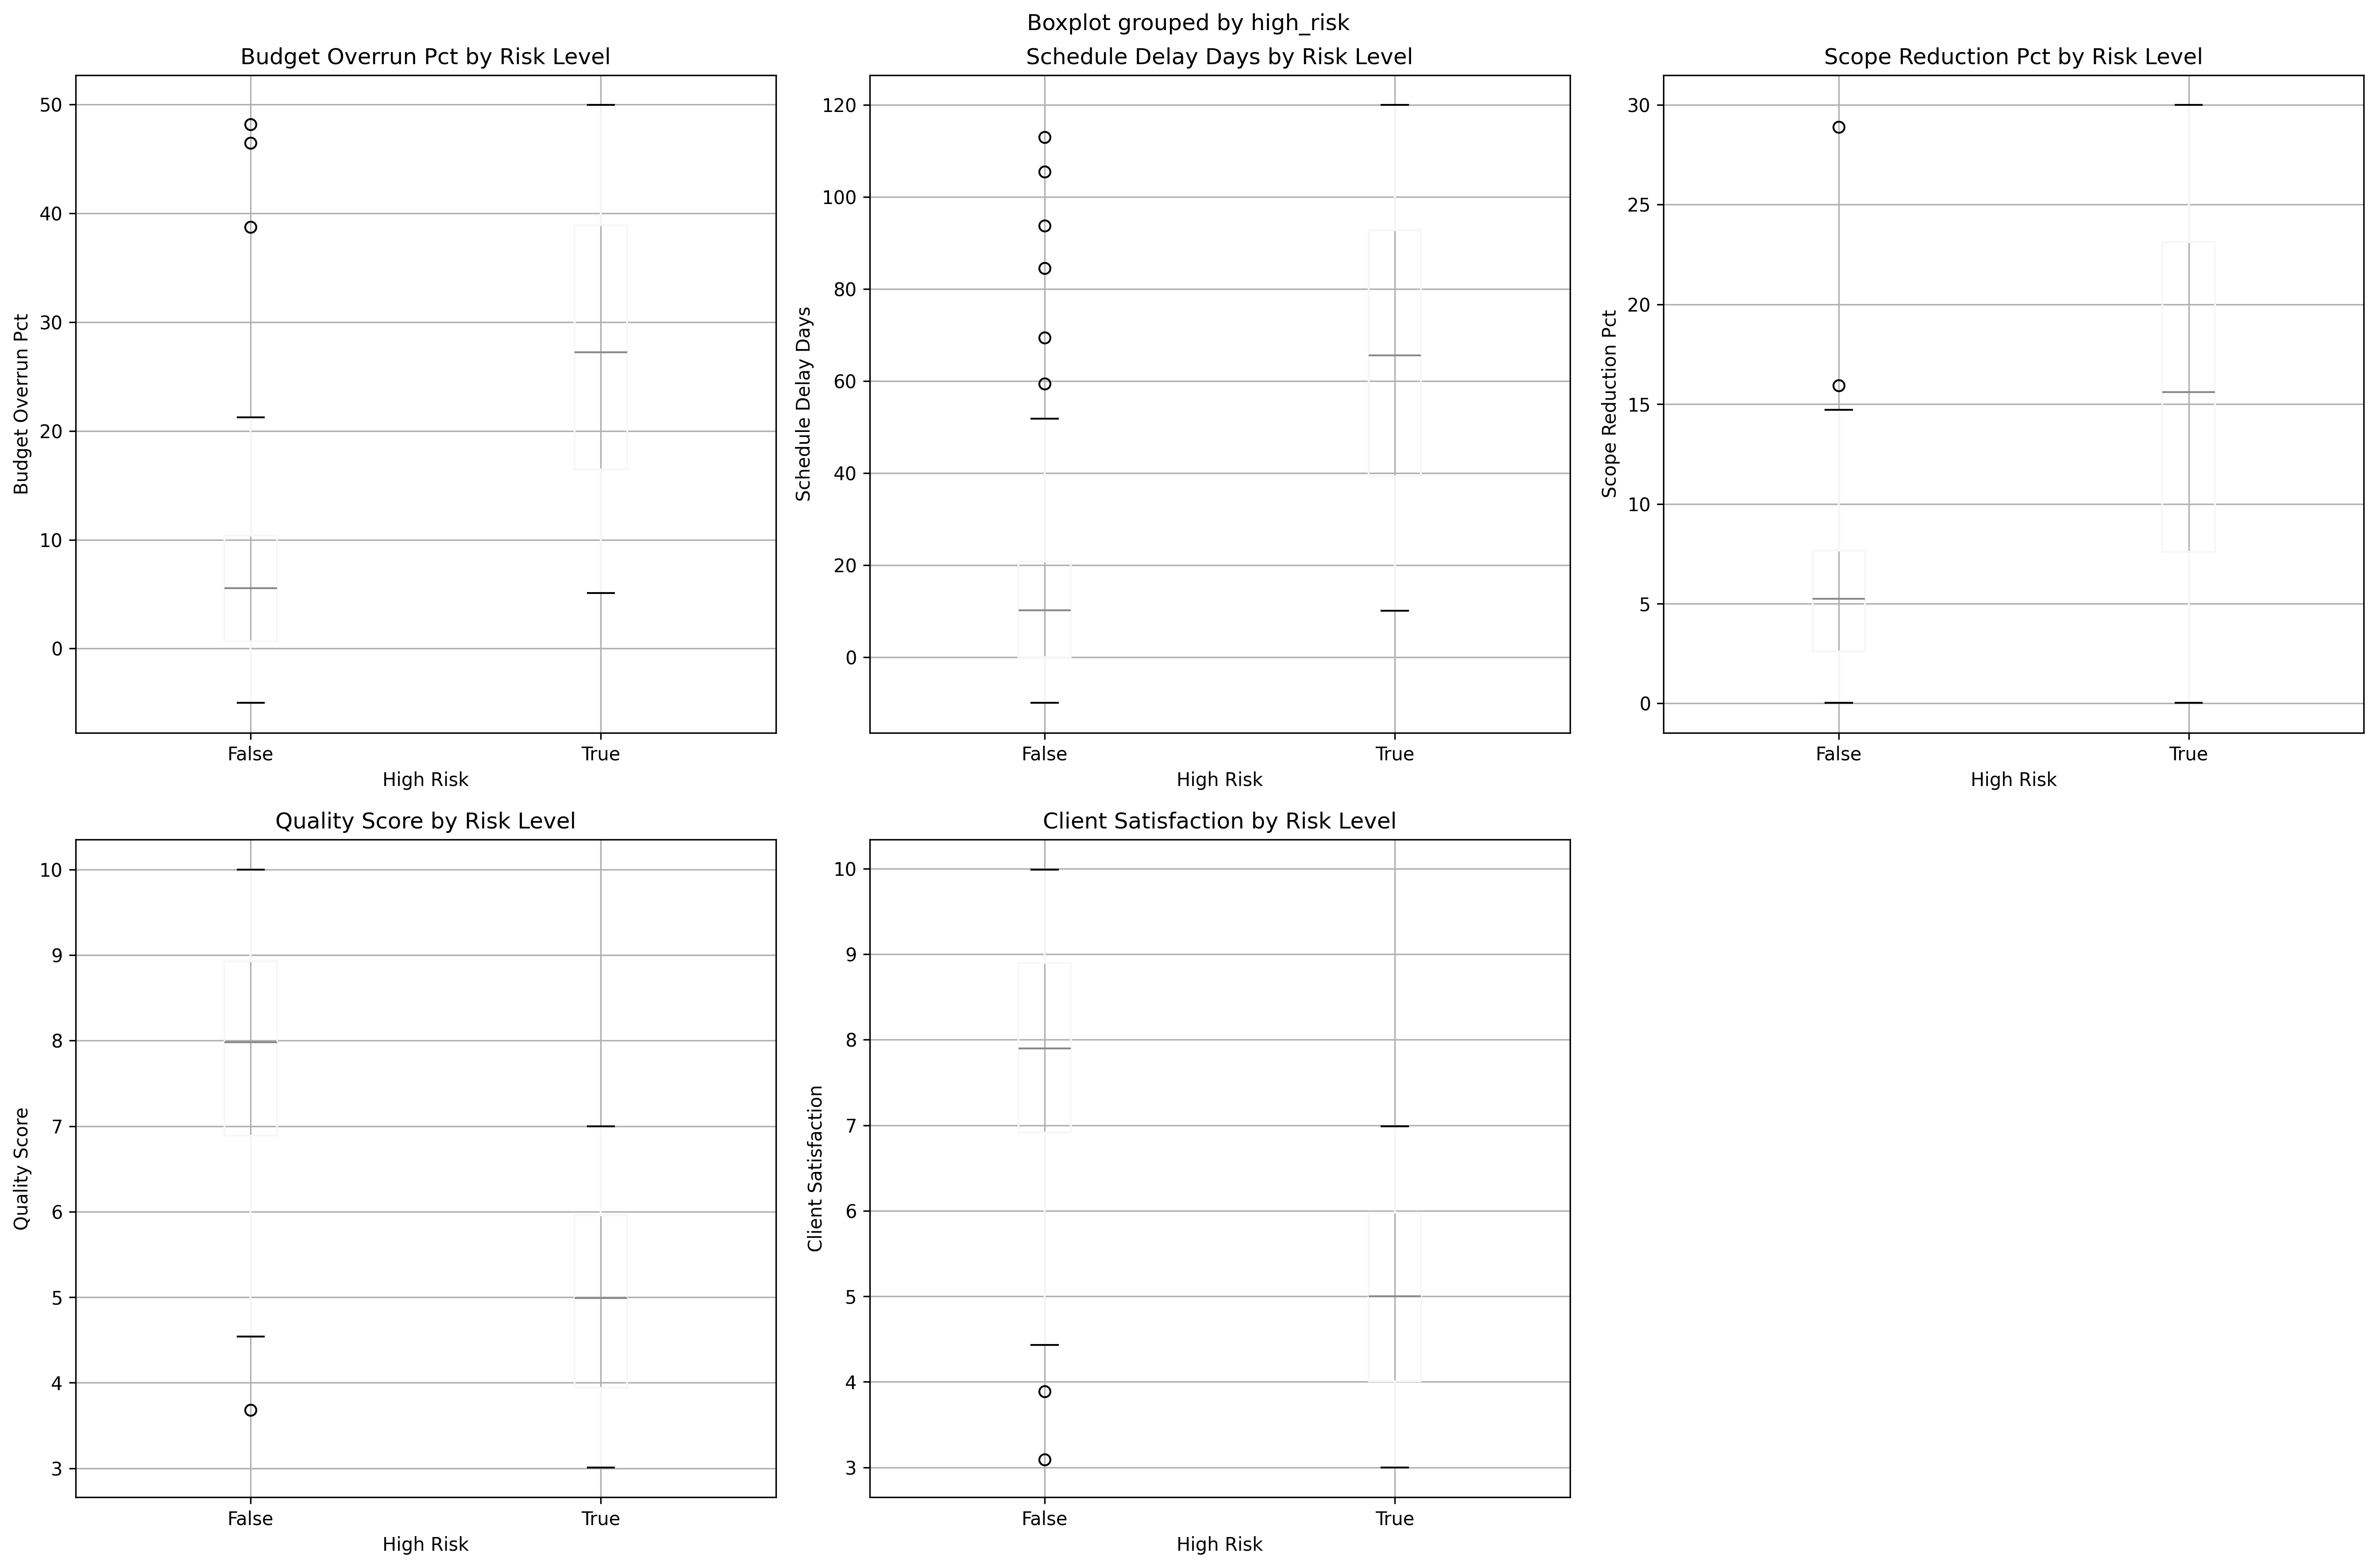 Boxplot grouped by high_risk
Budget Overrun Pct by Risk Level
Budget Overrun Pct
50
40
30
20
10
0
False
True
High Risk
Schedule Delay Days by Risk Level
Schedule Delay Days
120
100
80
60
40
20
0
False
True
High Risk
Scope Reduction Pct by Risk Level
Scope Reduction Pct
30
25
20
15
10
5
0
False
True
High Risk
Quality Score by Risk Level
Quality Score
10
9
8
7
6
5
4
3
False
True
High Risk
Client Satisfaction by Risk Level
Client Satisfaction
10
9
8
7
6
5
4
3
False
True
High Risk